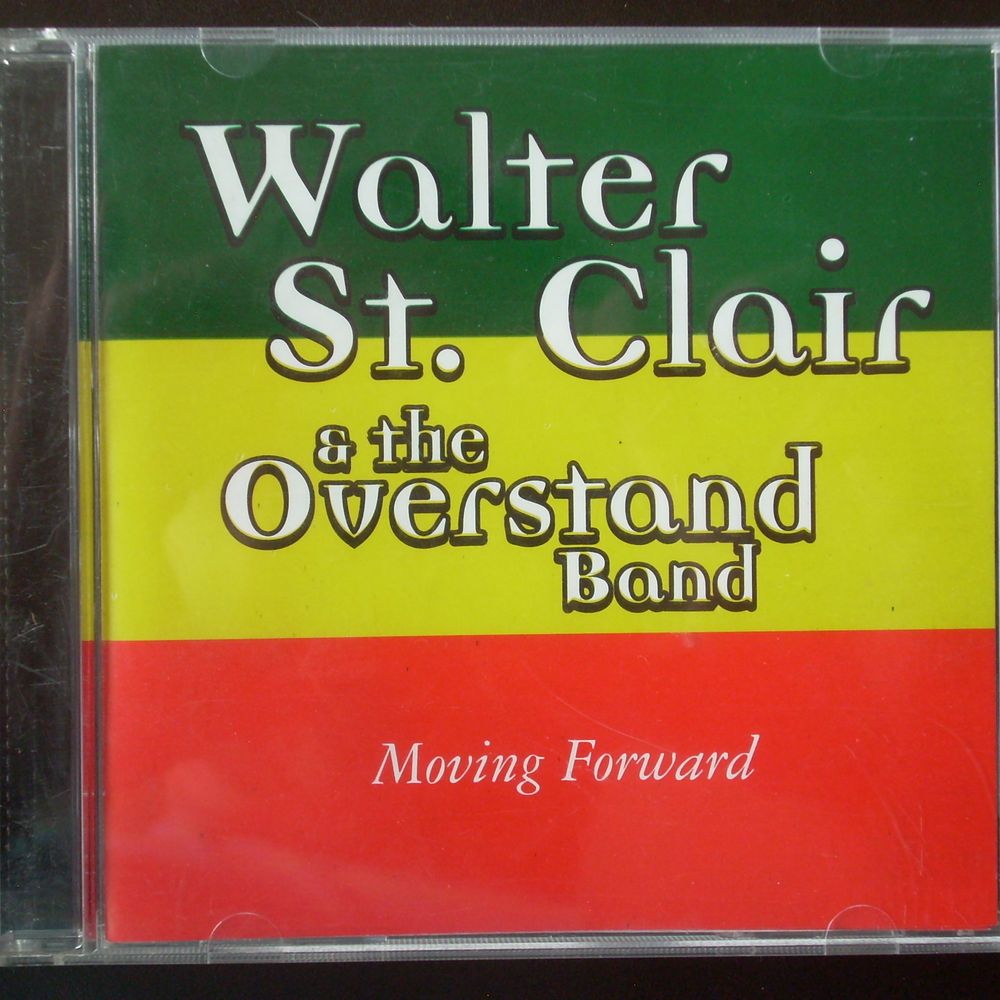 Walter
St. Clair
& the
Overstand
Band
Moving Forward